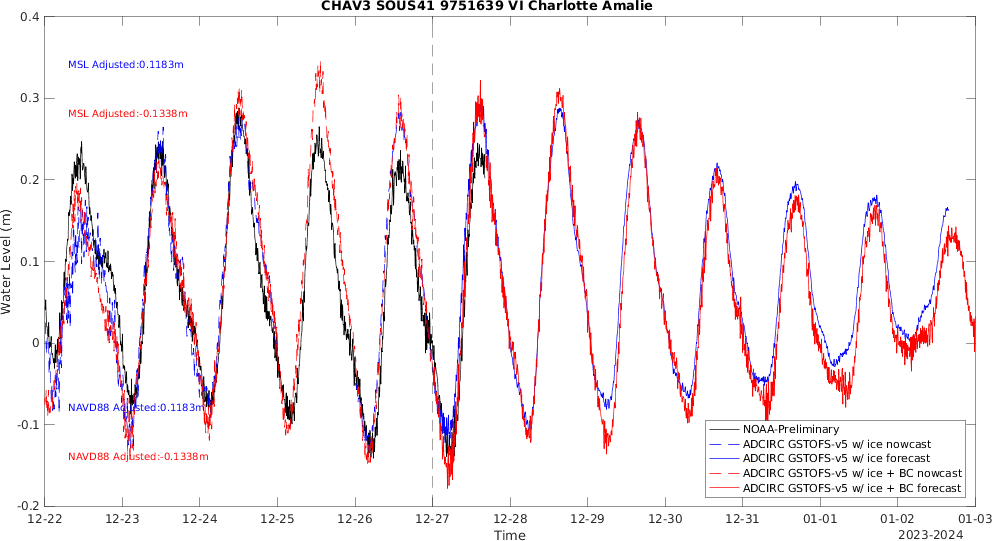 CHAV3 SOUS41 9751639 VI Charlotte Amalie
0.4
0.3
0.2
0.1
0
-0.1
-0.2
Water Level (m)
MSL Adjusted:0.1183m
MSL Adjusted:-0.1338m
NAVD88 Adjusted:0.1183m
NAVD88 Adjusted:-0.1338m
NOAA-Preliminary
ADCIRC GSTOFS-v5 w/ ice nowcast
ADCIRC GSTOFS-v5 w/ ice forecast
ADCIRC GSTOFS-v5 w/ ice + BC nowcast
ADCIRC GSTOFS-v5 w/ ice + BC forecast
12-22 12-23 12-24 12-25 12-26 12-27 12-28 12-29 12-30 12-31 01-01 01-02 01-03
Time
2023-2024